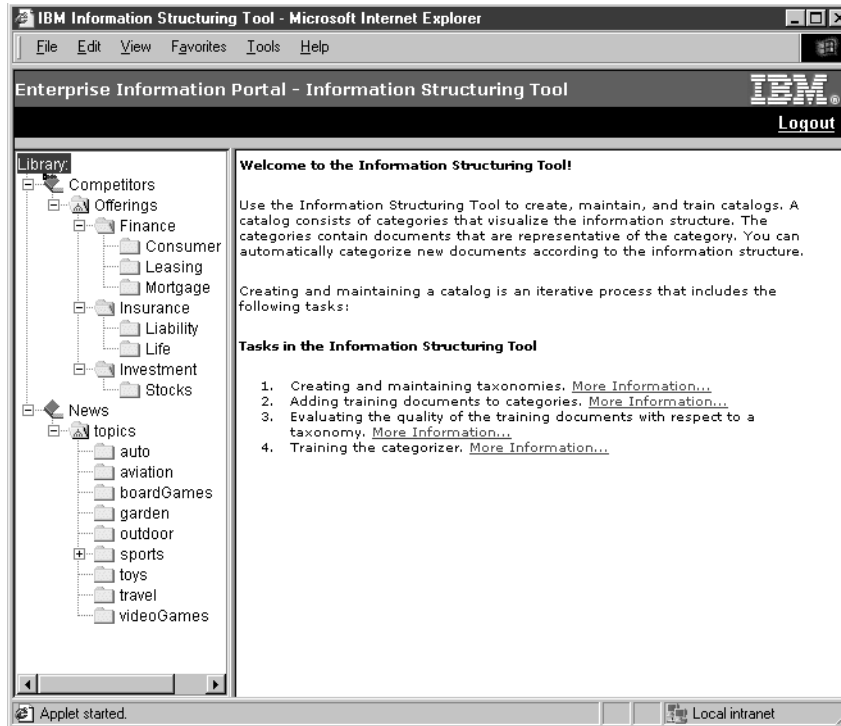 IBM Information Structuring Tool - Microsoft Internet Explorer
File Edit View Favorites Tools Help
Enterprise Information Portal - Information Structuring Tool
IBM®
Logout
Library:
Competitors
Offerings
Finance
Consumer
Leasing
Mortgage
Insurance
Liability
Life
Investment
Stocks
News
topics
auto
aviation
boardGames
garden
outdoor
sports
toys
travel
videoGames
Welcome to the Information Structuring Tool!
Use the Information Structuring Tool to create, maintain, and train catalogs. A
catalog consists of categories that visualize the information structure. The
categories contain documents that are representative of the category. You can
automatically categorize new documents according to the information structure.
Creating and maintaining a catalog is an iterative process that includes the
following tasks:
Tasks in the Information Structuring Tool
1. Creating and maintaining taxonomies. More Information...
2. Adding training documents to categories. More Information...
3. Evaluating the quality of the training documents with respect to a
taxonomy. More Information...
4. Training the categorizer. More Information...
Applet started.
Local intranet